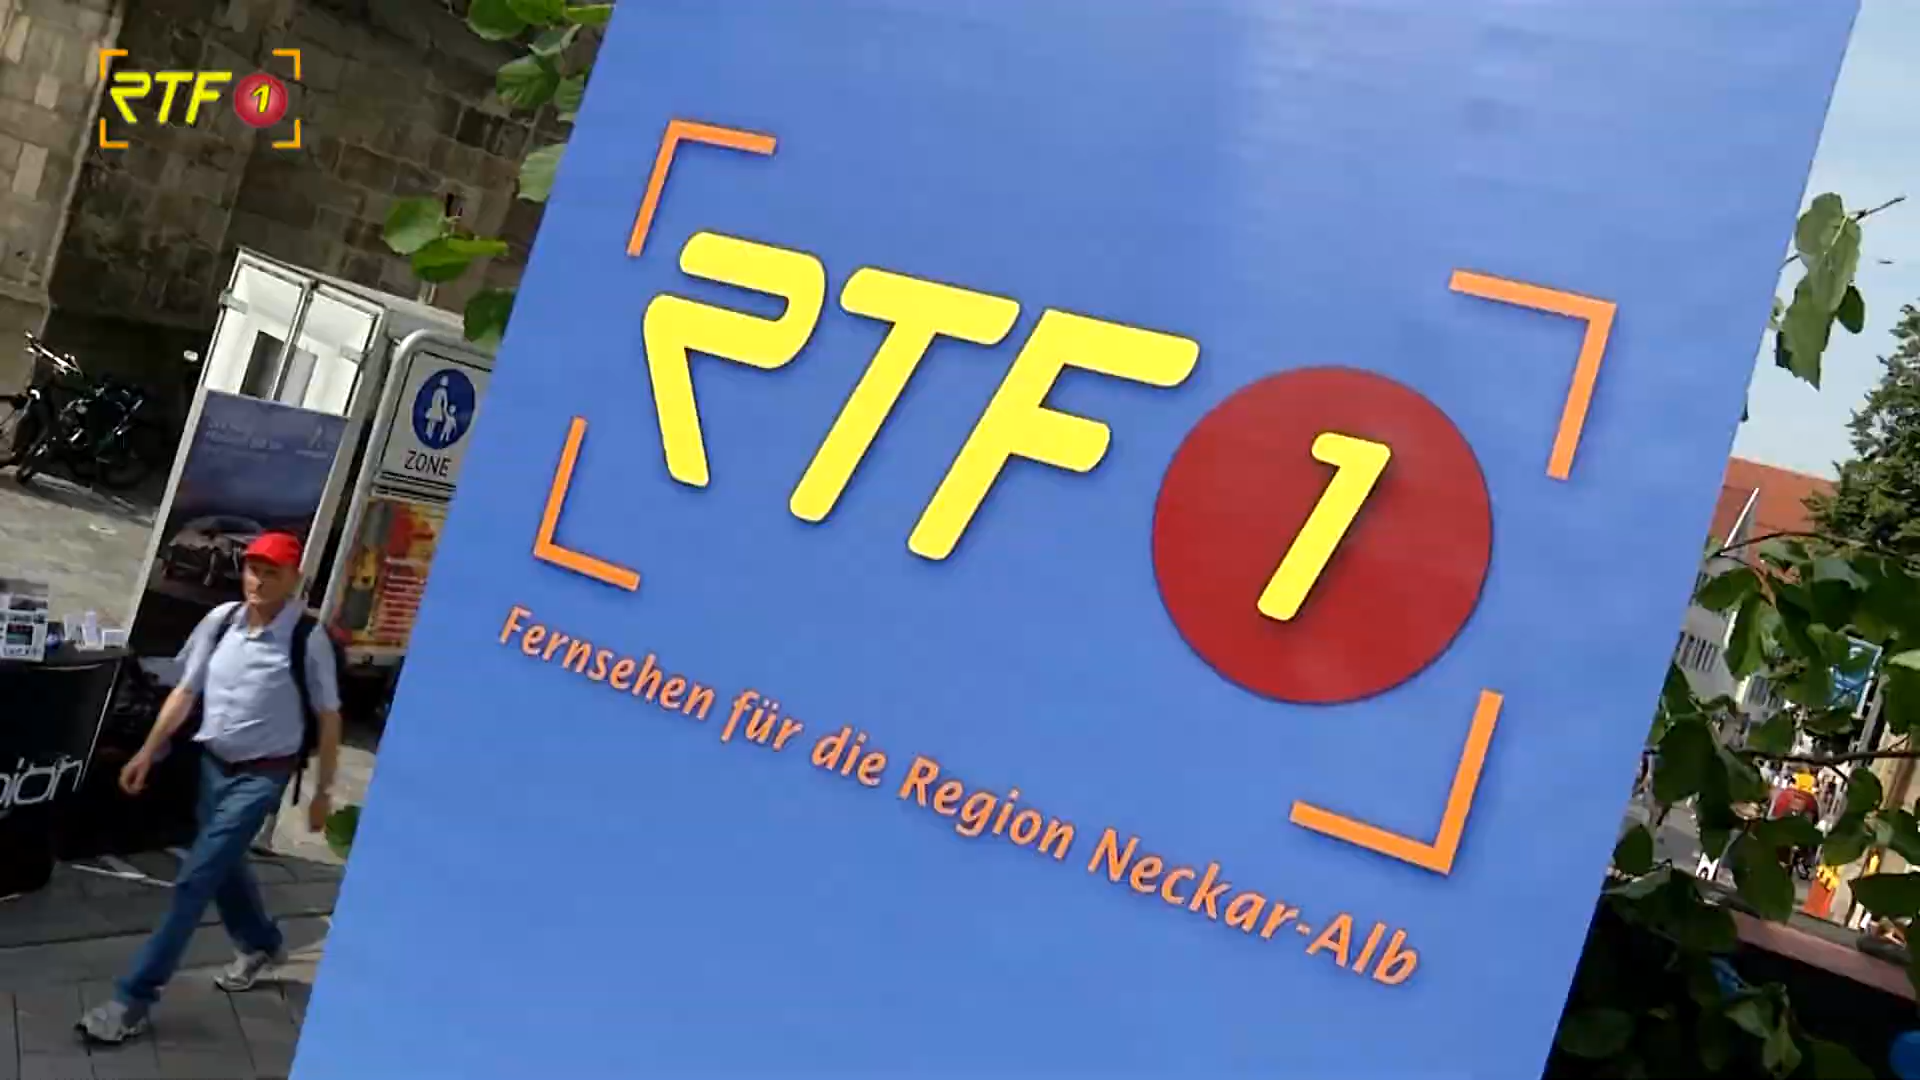 RTF 1
RTF 1
ZONE
Fernsehen für die Region Neckar-Alb